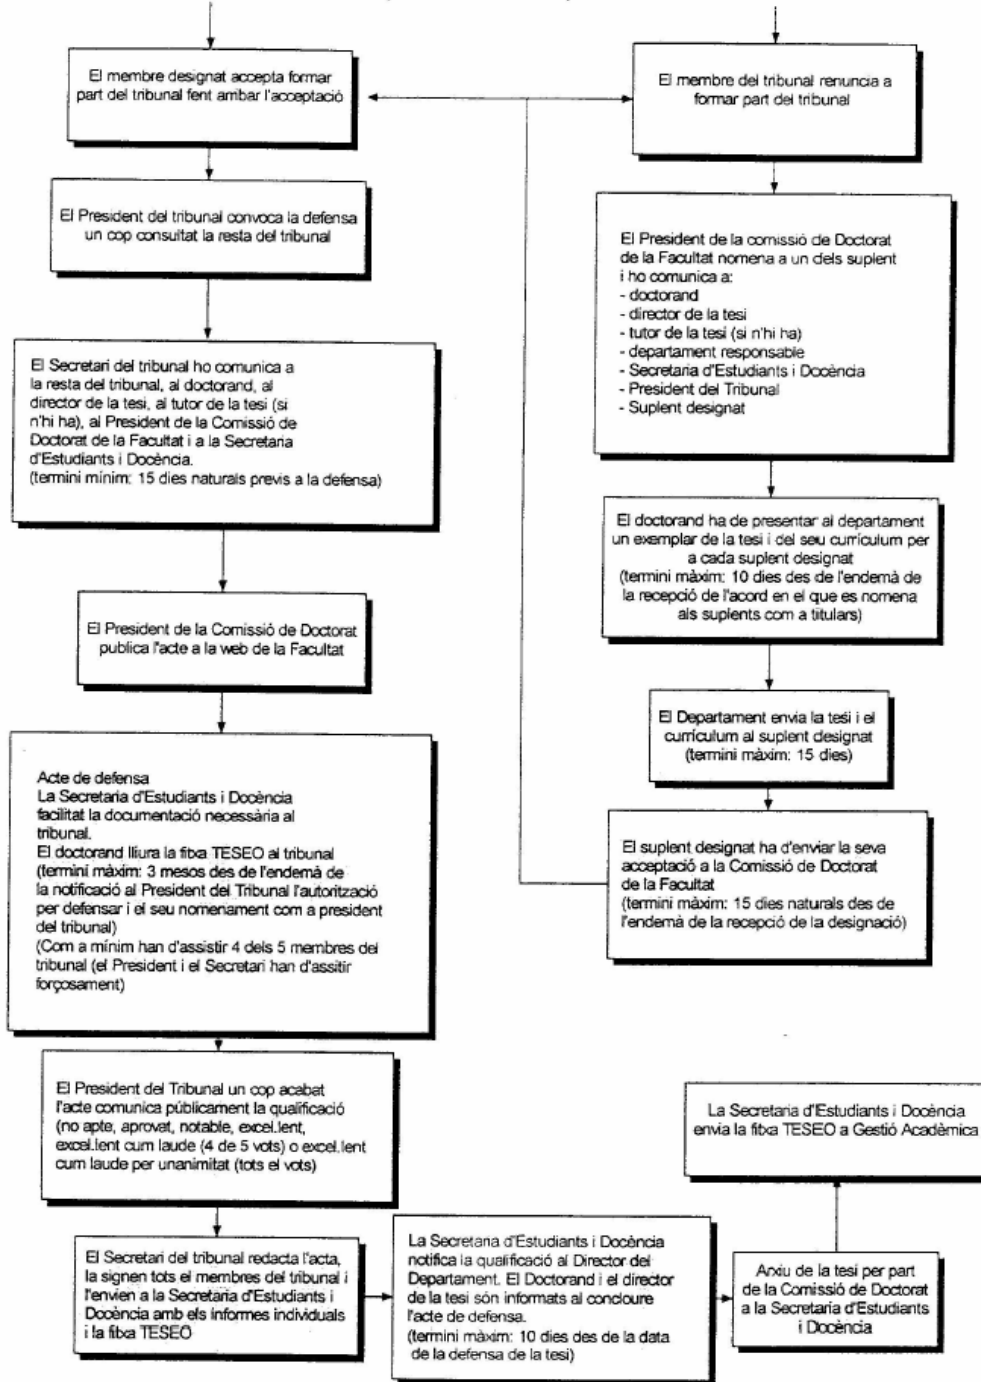 El membre designat accepta formar
part del tribunal fent arribar l'acceptació
El President del tribunal convoca la defensa
un cop consultat la resta del tribunal
El Secretari del tribunal ho comunica a
la resta del tribunal, al doctorand, al
director de la tesi, al tutor de la tesi (si
n'hi ha), al President de la Comissió de
Doctorat de la Facultat i a la Secretaria
d'Estudiants i Docència.
(termini mínim: 15 dies naturals previs a la defensa)
El President de la Comissió de Doctorat
publica l'acte a la web de la Facultat
Acte de defensa
La Secretaria d'Estudiants i Docència
facilitat la documentació necessària al
tribunal.
El doctorand lliura la fitxa TESEO al tribunal
(termini màxim: 3 mesos des de l'endemà de
la notificació al President del Tribunal l'autorització
per defensar i el seu nomenament com a president
del tribunal)
(Com a mínim han d'assistir 4 dels 5 membres del
tribunal (el President i el Secretari han d'assitir
forçosament)
El President del Tribunal un cop acabat
l'acte comunica públicament la qualificació
(no apte, aprovat, notable, excel.lent,
excel.lent cum laude (4 de 5 vots) o excel.lent
cum laude per unanimitat (tots el vots)
El Secretari del tribunal redacta l'acta,
la signen tots el membres del tribunal i
l'envien a la Secretaria d'Estudiants i
Docència amb els informes individuals
i la fitxa TESEO
La Secretaria d'Estudiants i Docència
notifica la qualificació al Director del
Departament. El Doctorand i el director
de la tesi són informats al concloure
l'acte de defensa.
(termini màxim: 10 dies des de la data
de la defensa de la tesi)
Arxiu de la tesi per part
de la Comissió de Doctorat
a la Secretaria d'Estudiants
i Docència
La Secretaria d'Estudiants i Docència
envia la fitxa TESEO a Gestió Acadèmica
El membre del tribunal renuncia a
formar part del tribunal
El President de la comissió de Doctorat
de la Facultat nomena a un dels suplent
i ho comunica a:
- doctorand
- director de la tesi
- tutor de la tesi (si n'hi ha)
- departament responsable
- Secretaria d'Estudiants i Docència
- President del Tribunal
- Suplent designat
El doctorand ha de presentar al departament
un exemplar de la tesi i del seu currículum per
a cada suplent designat
(termini màxim: 10 dies des de l'endemà de
la recepció de l'acord en el que es nomena
als suplents com a titulars)
El Departament envia la tesi i el
currículum al suplent designat
(termini màxim: 15 dies)
El suplent designat ha d'enviar la seva
acceptació a la Comissió de Doctorat
de la Facultat
(termini màxim: 15 dies naturals des de
l'endemà de la recepció de la designació)